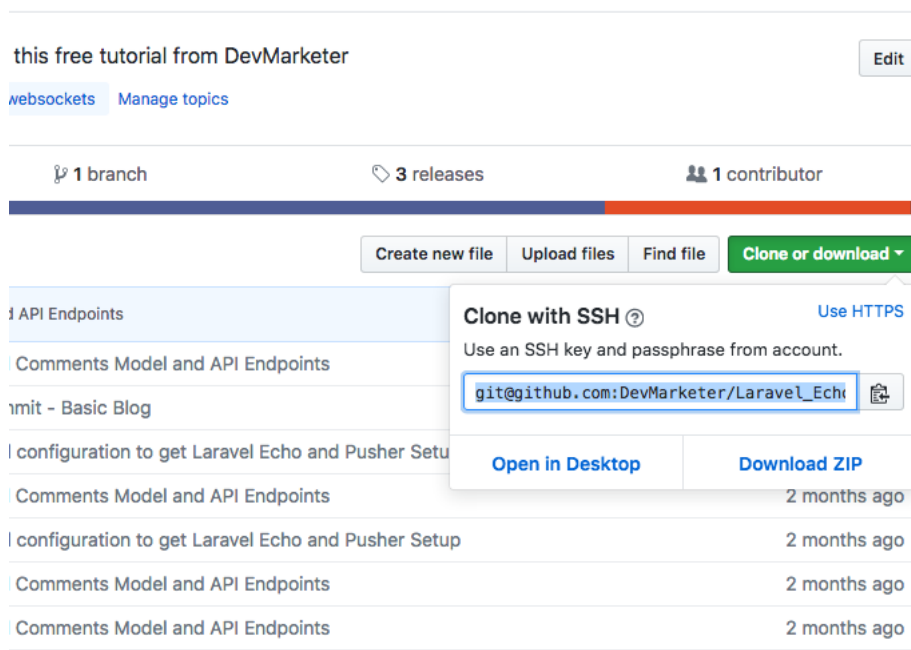 this free tutorial from DevMarketer
Edit
websockets Manage topics
1 branch 3 releases 1 contributor
Create new file Upload files Find file Clone or download
API Endpoints
Clone with SSH ? Use HTTPS
Use an SSH key and passphrase from account.
git@github.com:DevMarketer/Laravel_Echo
Open in Desktop Download ZIP
Comments Model and API Endpoints
mit - Basic Blog
configuration to get Laravel Echo and Pusher Setu
Comments Model and API Endpoints 2 months ago
configuration to get Laravel Echo and Pusher Setup 2 months ago
Comments Model and API Endpoints 2 months ago
Comments Model and API Endpoints 2 months ago